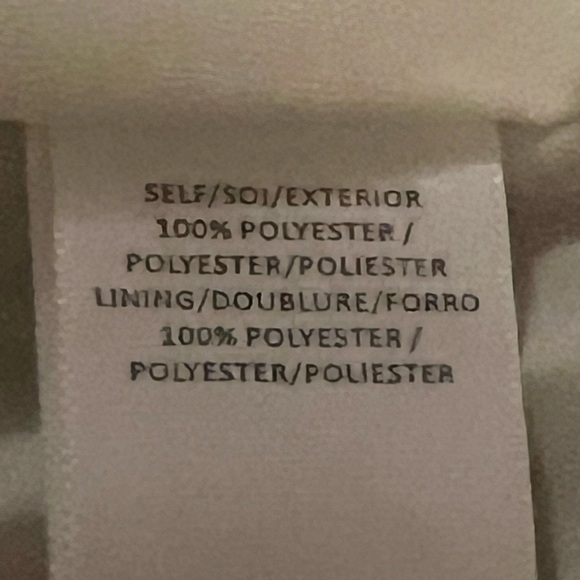 SELF/SOI/EXTERIOR
100% POLYESTER /
POLYESTER/POLIESTER
LINING/DOUBLURE/FORRO
100% POLYESTER /
POLYESTER/POLIESTER